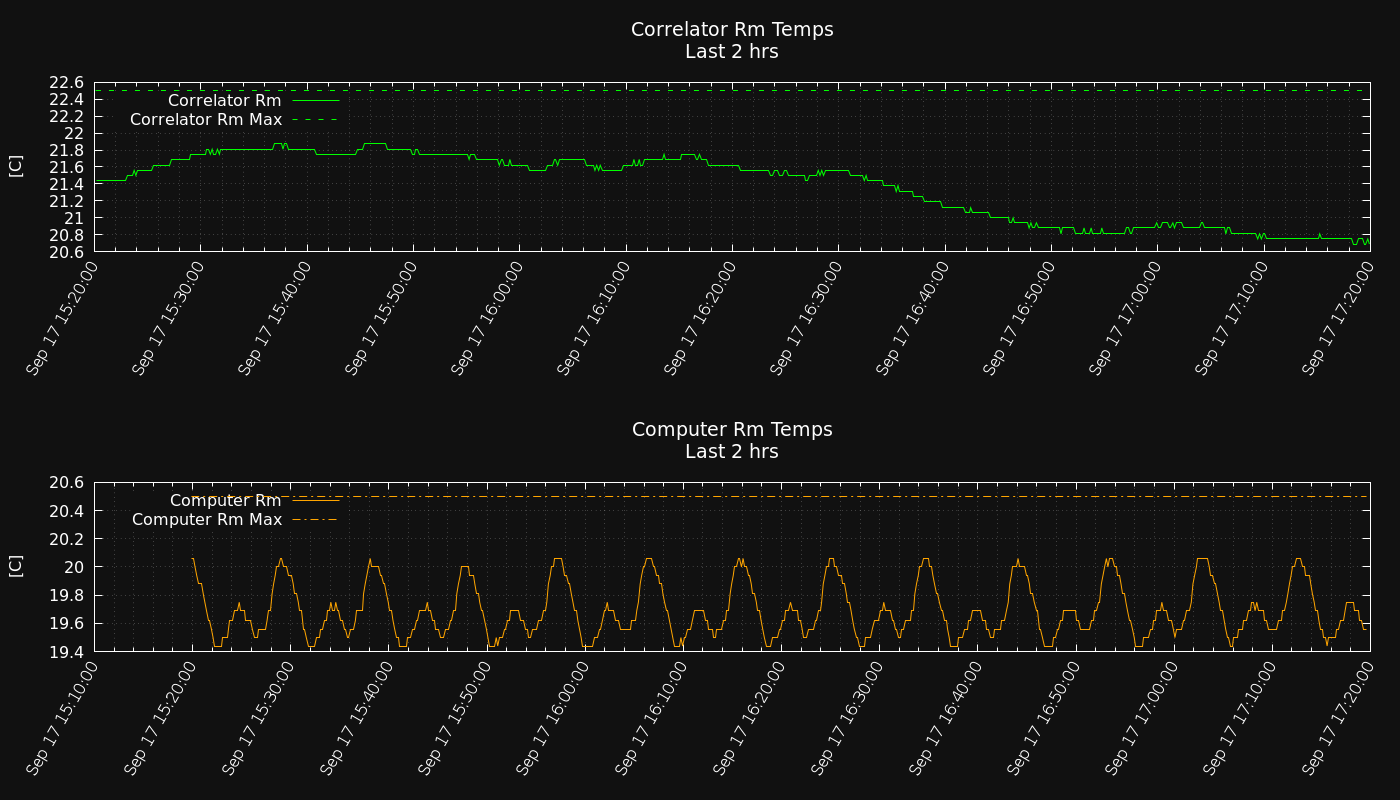 Correlator Rm Temps
Last 2 hrs
22.6
22.4
22.2
22
21.8
21.6
21.4
21.2
21
20.8
20.6
[C]
Correlator Rm
Correlator Rm Max
Sep 17 15:20:00
Sep 17 15:30:00
Sep 17 15:40:00
Sep 17 15:50:00
Sep 17 16:00:00
Sep 17 16:10:00
Sep 17 16:20:00
Sep 17 16:30:00
Sep 17 16:40:00
Sep 17 16:50:00
Sep 17 17:00:00
Sep 17 17:10:00
Sep 17 17:20:00
Computer Rm Temps
Last 2 hrs
20.6
20.4
20.2
20
19.8
19.6
19.4
[C]
Computer Rm
Computer Rm Max
Sep 17 15:10:00
Sep 17 15:20:00
Sep 17 15:30:00
Sep 17 15:40:00
Sep 17 15:50:00
Sep 17 16:00:00
Sep 17 16:10:00
Sep 17 16:20:00
Sep 17 16:30:00
Sep 17 16:40:00
Sep 17 16:50:00
Sep 17 17:00:00
Sep 17 17:10:00
Sep 17 17:20:00